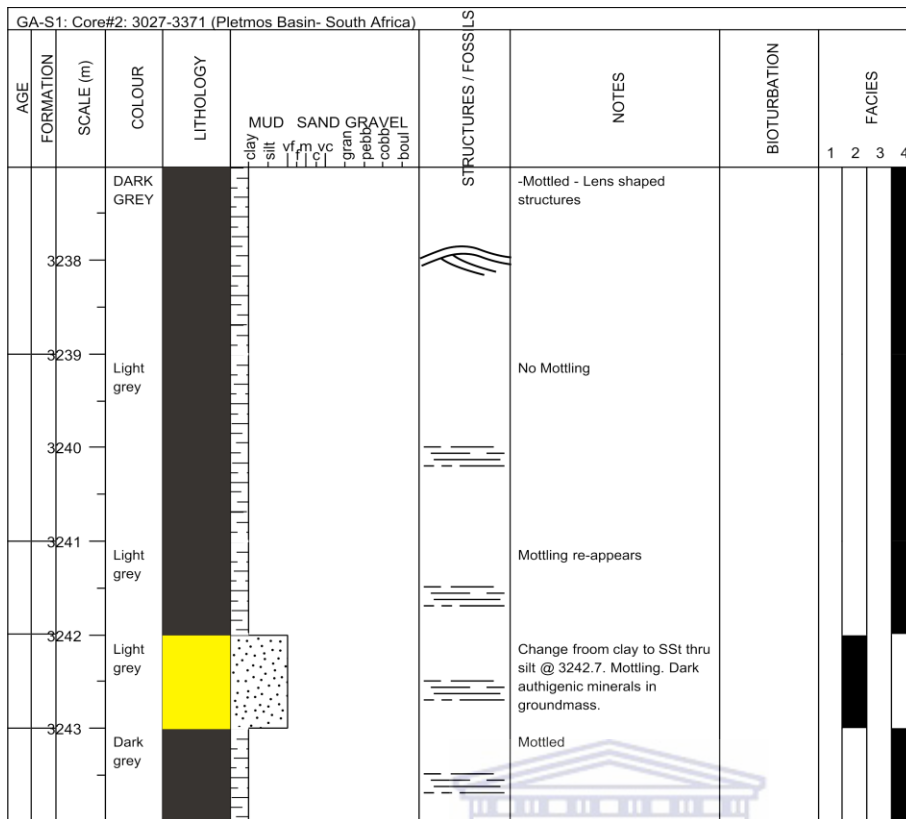 GA-S1: Core#2: 3027-3371 (Pletmos Basin- South Africa)
AGE
FORMATION
SCALE (m)
COLOUR
LITHOLOGY
MUD SAND GRAVEL
clay
silt
vf
f
m
c
vc
gran
pebb
cobb
boul
STRUCTURES / FOSSILS
NOTES
BIOTURBATION
FACIES
1 2 3 4
DARK
GREY
-Mottled - Lens shaped
structures
3238
3239
Light
grey
No Mottling
3240
3241
Light
grey
Mottling re-appears
3242
Light
grey
Change froom clay to SSt thru
silt @ 3242.7. Mottling. Dark
authigenic minerals in
groundmass.
3243
Dark
grey
Mottled